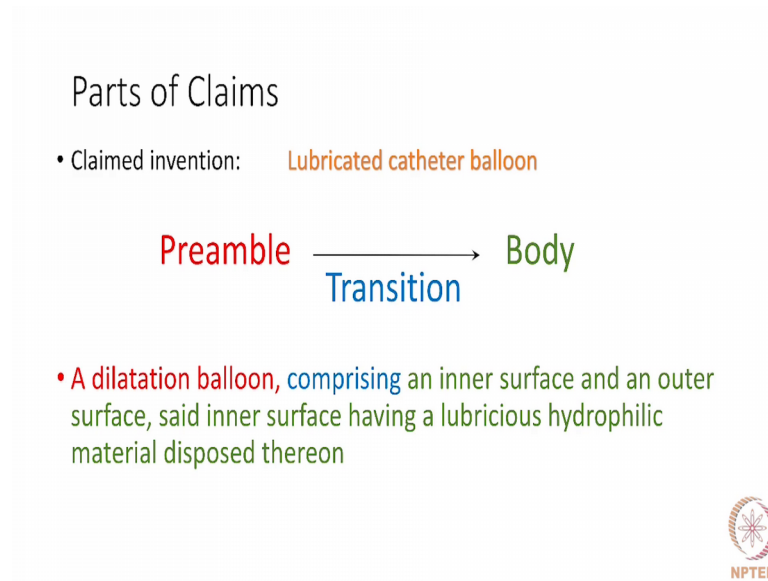 Parts of Claims
• Claimed invention: Lubricated catheter balloon
Preamble Body
Transition
• A dilatation balloon, comprising an inner surface and an outer
surface, said inner surface having a lubricious hydrophilic
material disposed thereon
NPTEL